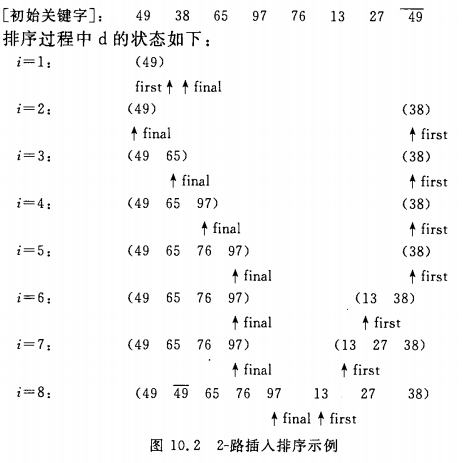 [初始关键字]： 49 38 65 97 76 13 27 4̅9̅
排序过程中 d 的状态如下：
i=1： (49)
first↑ ↑final
i=2： (49) (38)
↑final ↑first
i=3： (49 65) (38)
↑final ↑first
i=4： (49 65 97) (38)
↑final ↑first
i=5： (49 65 76 97) (38)
↑final ↑first
i=6： (49 65 76 97) (13 38)
↑final ↑first
i=7： (49 65 76 97) (13 27 38)
↑final ↑first
i=8： (49 4̅9̅ 65 76 97 13 27 38)
↑final ↑first
图 10.2 2-路插入排序示例